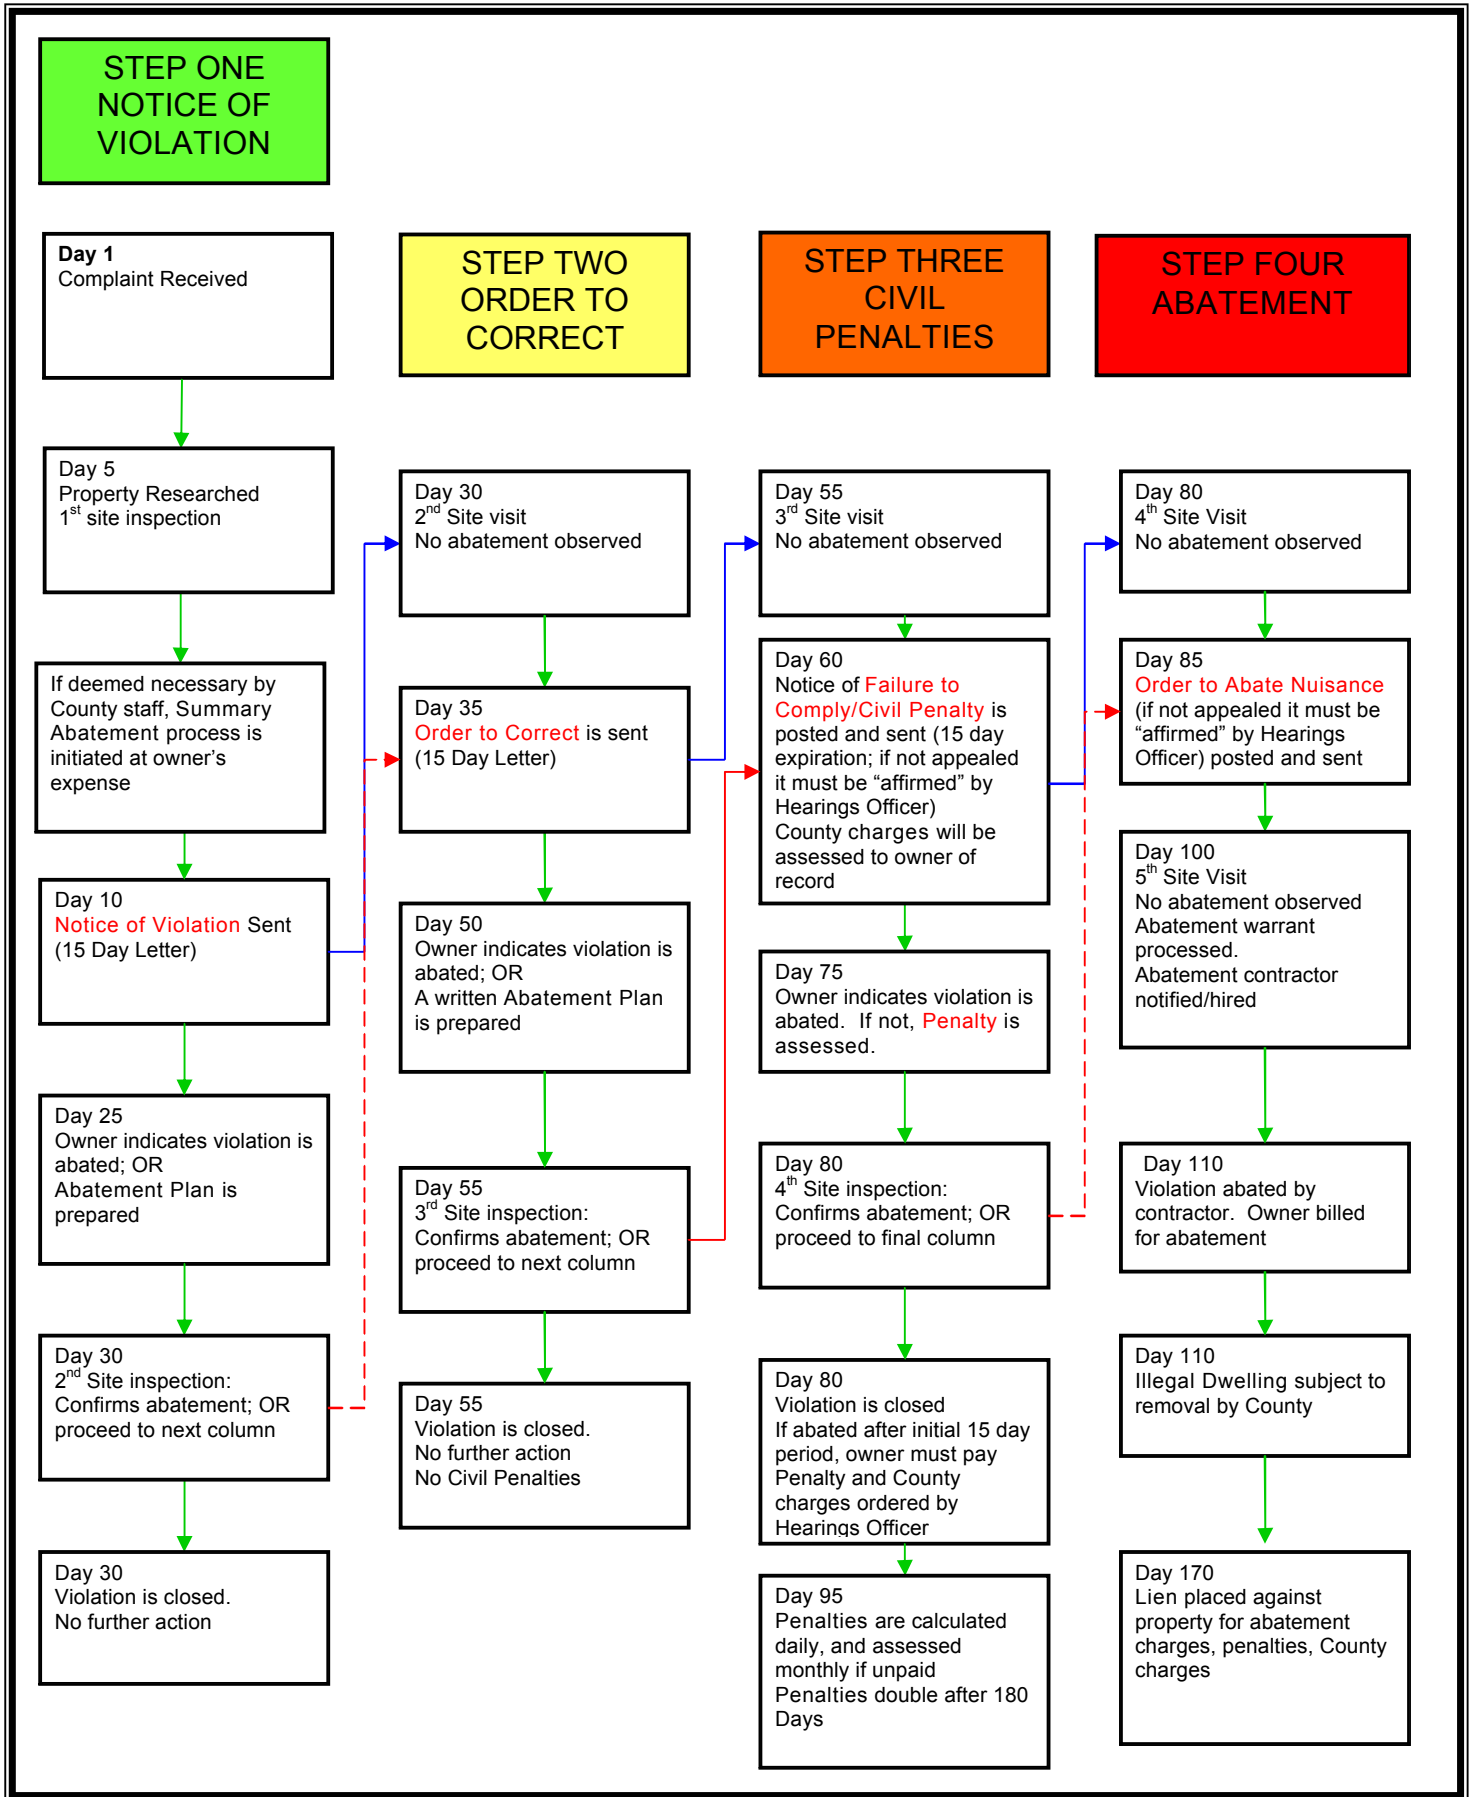 STEP ONE
NOTICE OF
VIOLATION
Day 1
Complaint Received
Day 5
Property Researched
1st site inspection
If deemed necessary by
County staff, Summary
Abatement process is
initiated at owner's
expense
Day 10
Notice of Violation Sent
(15 Day Letter)
Day 25
Owner indicates violation is
abated; OR
Abatement Plan is
prepared
Day 30
2nd Site inspection:
Confirms abatement; OR
proceed to next column
Day 30
Violation is closed.
No further action
STEP TWO
ORDER TO
CORRECT
Day 30
2nd Site visit
No abatement observed
Day 35
Order to Correct is sent
(15 Day Letter)
Day 50
Owner indicates violation is
abated; OR
A written Abatement Plan
is prepared
Day 55
3rd Site inspection:
Confirms abatement; OR
proceed to next column
Day 55
Violation is closed.
No further action
No Civil Penalties
STEP THREE
CIVIL
PENALTIES
Day 55
3rd Site visit
No abatement observed
Day 60
Notice of Failure to
Comply/Civil Penalty is
posted and sent (15 day
expiration; if not appealed
it must be “affirmed” by
Hearings Officer)
County charges will be
assessed to owner of
record
Day 75
Owner indicates violation is
abated.  If not, Penalty is
assessed.
Day 80
4th Site inspection:
Confirms abatement; OR
proceed to final column
Day 80
Violation is closed
If abated after initial 15 day
period, owner must pay
Penalty and County
charges ordered by
Hearings Officer
Day 95
Penalties are calculated
daily, and assessed
monthly if unpaid
Penalties double after 180
Days
STEP FOUR
ABATEMENT
Day 80
4th Site Visit
No abatement observed
Day 85
Order to Abate Nuisance
(if not appealed it must be
“affirmed” by Hearings
Officer) posted and sent
Day 100
5th Site Visit
No abatement observed
Abatement warrant
processed.
Abatement contractor
notified/hired
Day 110
Violation abated by
contractor.  Owner billed
for abatement
Day 110
Illegal Dwelling subject to
removal by County
Day 170
Lien placed against
property for abatement
charges, penalties, County
charges